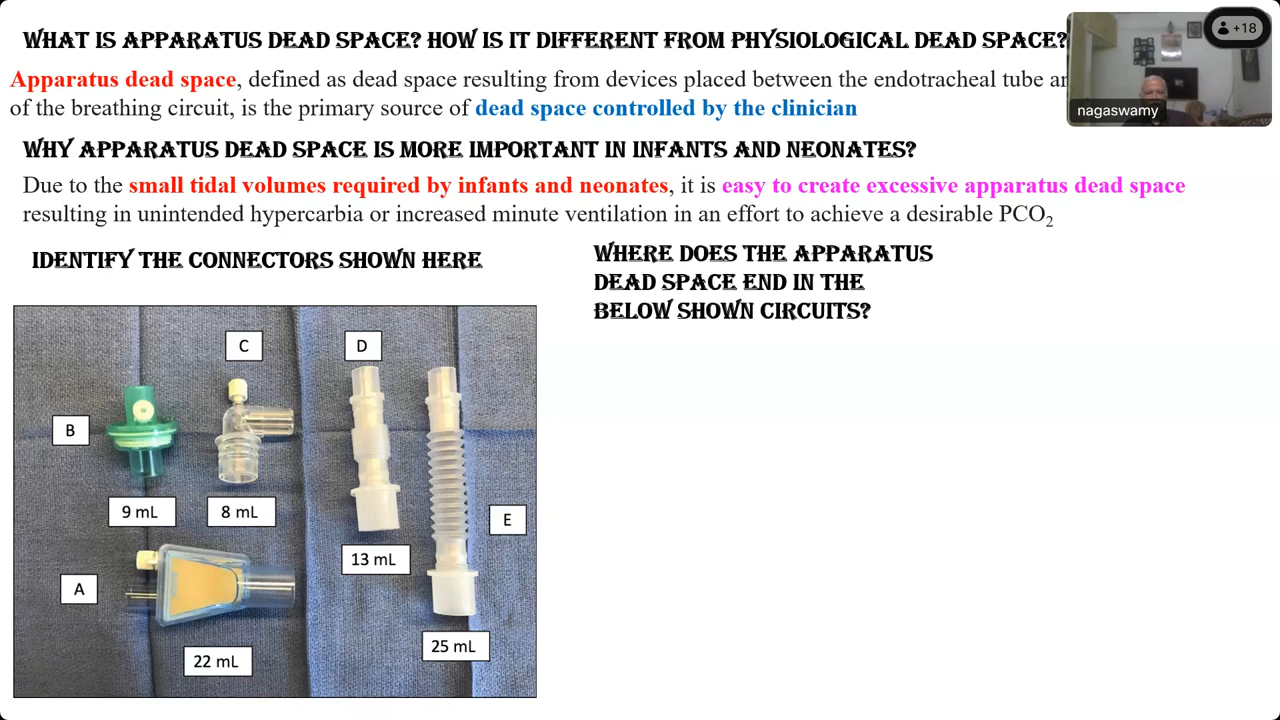 WHAT IS APPARATUS DEAD SPACE? HOW IS IT DIFFERENT FROM PHYSIOLOGICAL DEAD SPACE?
+18
Apparatus dead space, defined as dead space resulting from devices placed between the endotracheal tube
of the breathing circuit, is the primary source of dead space controlled by the clinician
nagaswamy
WHY APPARATUS DEAD SPACE IS MORE IMPORTANT IN INFANTS AND NEONATES?
Due to the small tidal volumes required by infants and neonates, it is easy to create excessive apparatus dead space
resulting in unintended hypercarbia or increased minute ventilation in an effort to achieve a desirable PCO₂
IDENTIFY THE CONNECTORS SHOWN HERE
WHERE DOES THE APPARATUS
DEAD SPACE END IN THE
BELOW SHOWN CIRCUITS?
C
D
B
9 mL
8 mL
E
13 mL
A
25 mL
22 mL